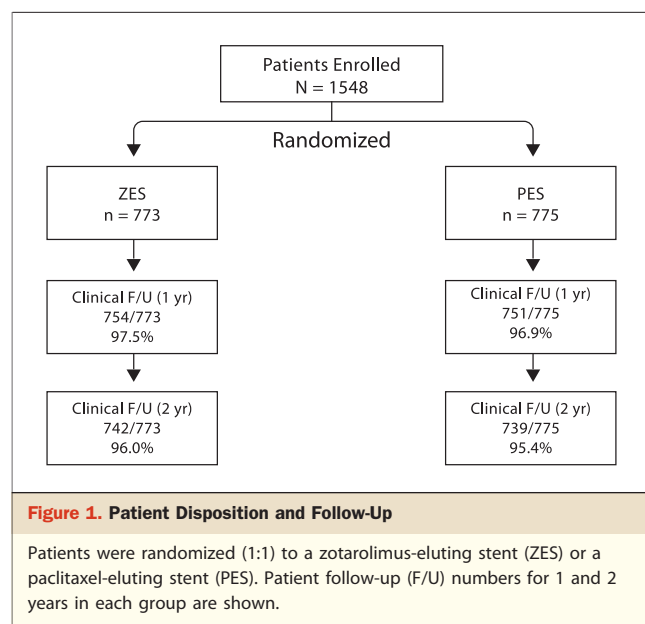 Patients Enrolled
N = 1548
Randomized
ZES
n = 773
PES
n = 775
Clinical F/U (1 yr)
754/773
97.5%
Clinical F/U (1 yr)
751/775
96.9%
Clinical F/U (2 yr)
742/773
96.0%
Clinical F/U (2 yr)
739/775
95.4%
Figure 1. Patient Disposition and Follow-Up
Patients were randomized (1:1) to a zotarolimus-eluting stent (ZES) or a
paclitaxel-eluting stent (PES). Patient follow-up (F/U) numbers for 1 and 2
years in each group are shown.